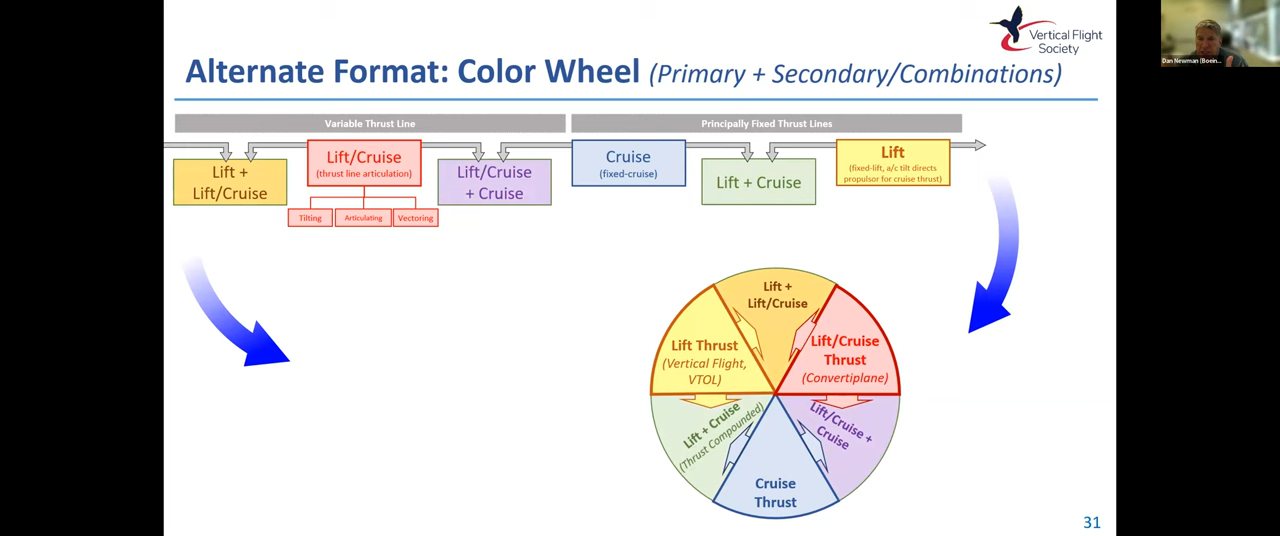 Vertical Flight
Society
Dan Newman (Boein...
Alternate Format: Color Wheel (Primary + Secondary/Combinations)
Variable Thrust Line
Principally Fixed Thrust Lines
Lift +
Lift/Cruise
Lift/Cruise
(thrust line articulation)
Tilting
Articulating
Vectoring
Lift/Cruise
+ Cruise
Cruise
(fixed-cruise)
Lift + Cruise
Lift
(fixed-lift, a/c tilt directs
propulsor for cruise thrust)
Lift +
Lift/Cruise
Lift Thrust
(Vertical Flight,
VTOL)
Lift/Cruise
Thrust
(Convertiplane)
Lift + Cruise
(Thrust Compounded)
Lift/Cruise +
Cruise
Cruise
Thrust
31